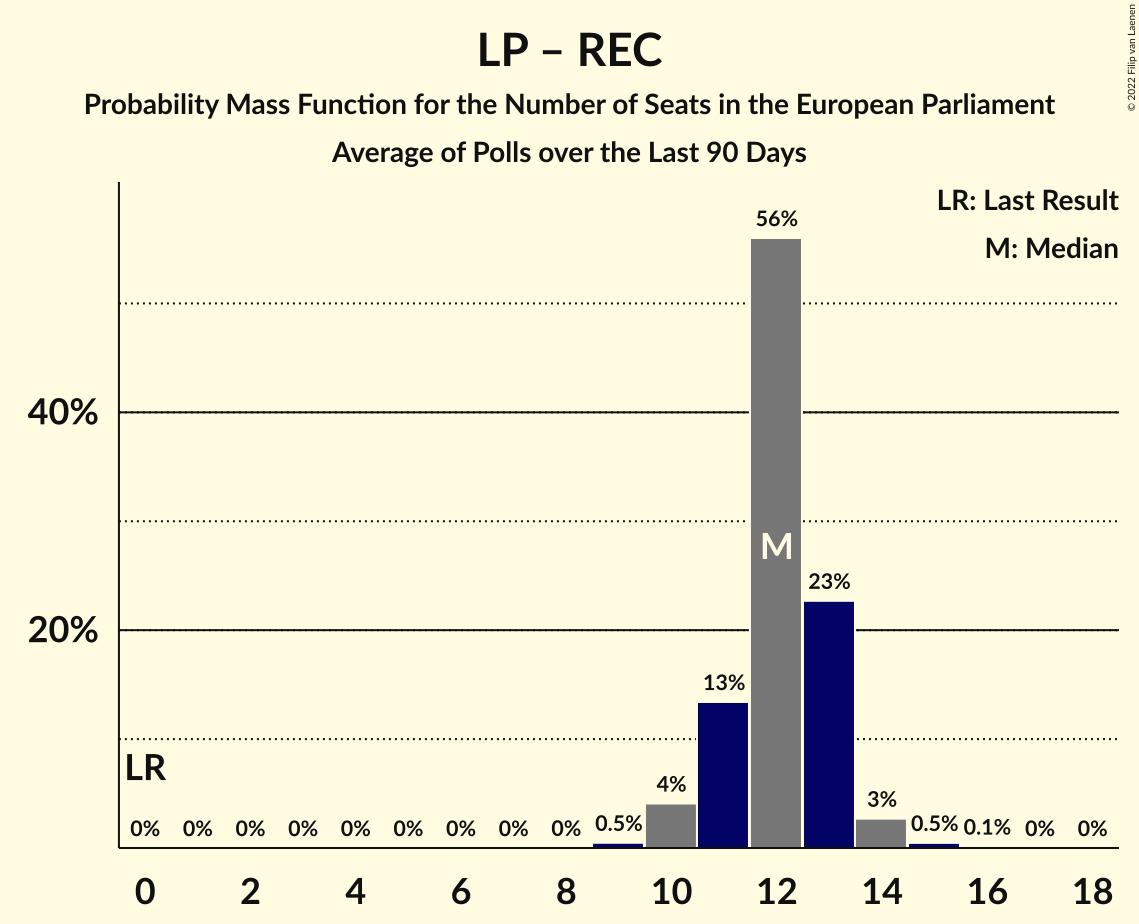 LP – REC
Probability Mass Function for the Number of Seats in the European Parliament
Average of Polls over the Last 90 Days
© 2022 Filip van Laenen
LR: Last Result
M: Median
56%
40%
M
23%
20%
13%
LR
4%
3%
0% 0% 0% 0% 0% 0% 0% 0% 0% 0.5% 0.5% 0.1% 0% 0%
0 2 4 6 8 10 12 14 16 18